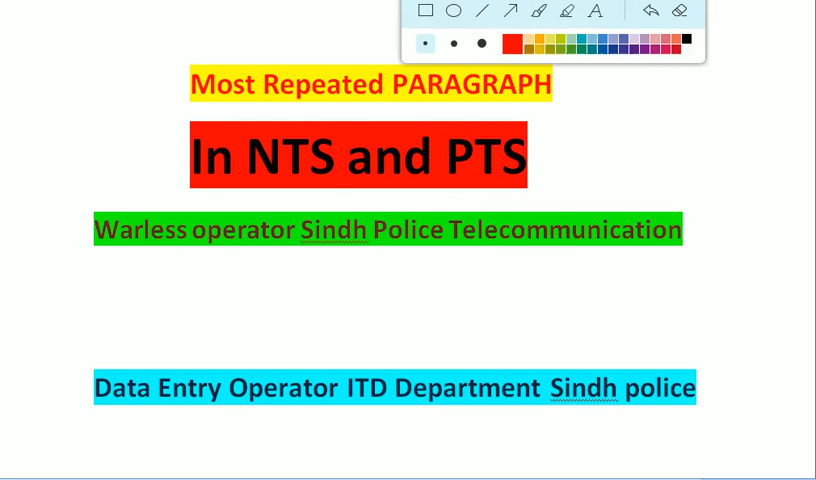 Most Repeated PARAGRAPH
In NTS and PTS
Warless operator Sindh Police Telecommunication
Data Entry Operator ITD Department Sindh police